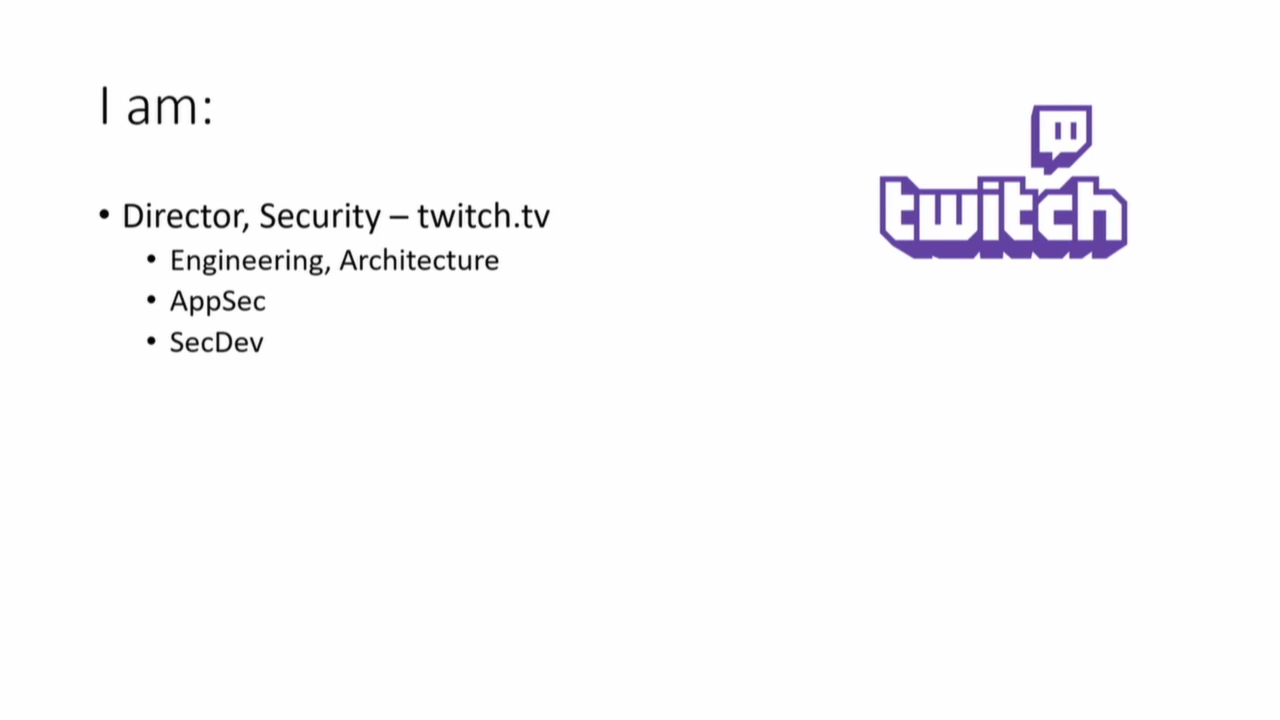 I am:
• Director, Security – twitch.tv
• Engineering, Architecture
• AppSec
• SecDev
twitch